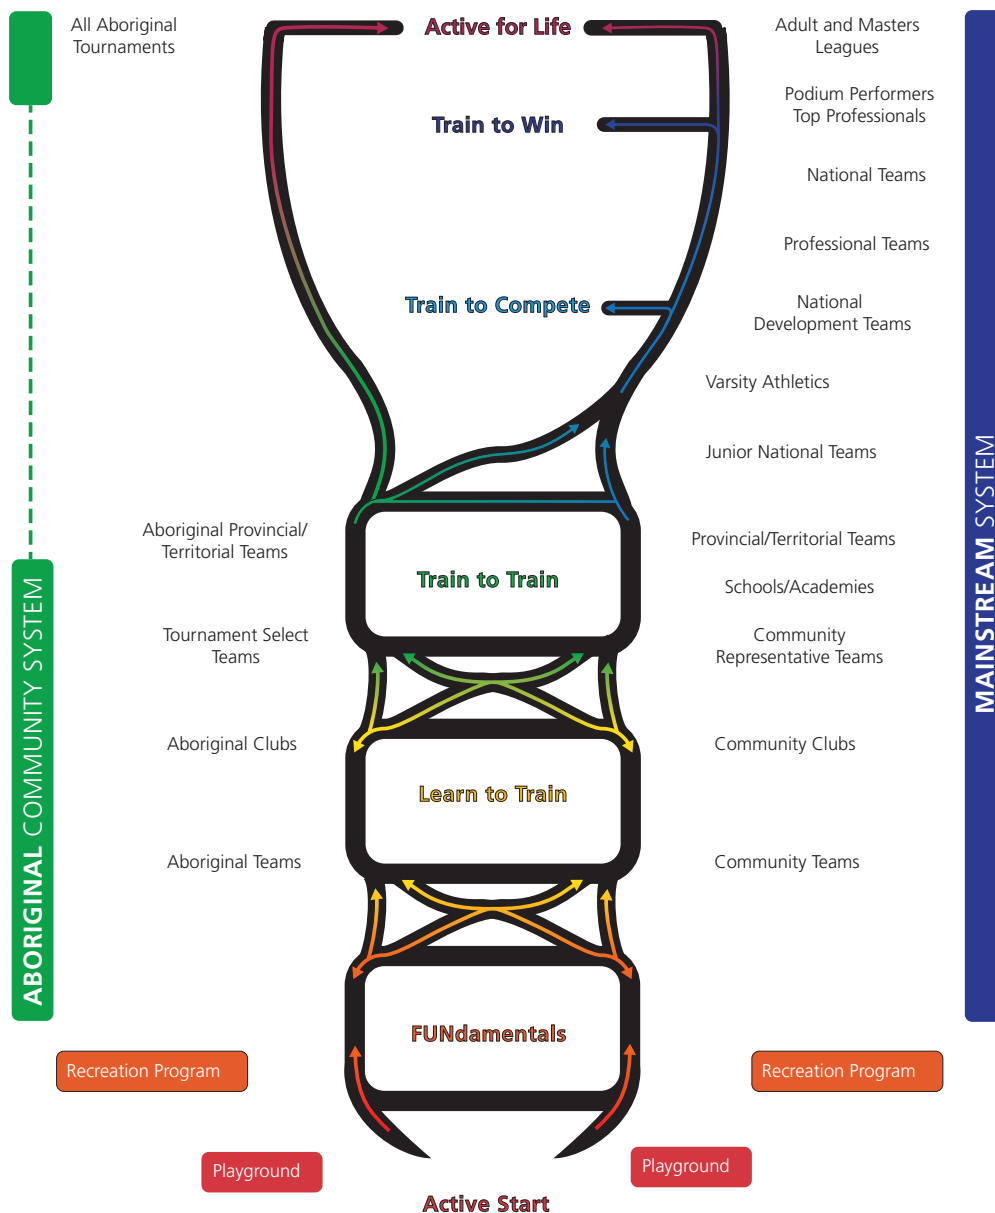 All Aboriginal
Tournaments
Active for Life
Adult and Masters
Leagues
Train to Win
Podium Performers
Top Professionals
National Teams
Professional Teams
Train to Compete
National
Development Teams
Varsity Athletics
Junior National Teams
Aboriginal Provincial/
Territorial Teams
Provincial/Territorial Teams
Train to Train
Schools/Academies
Tournament Select
Teams
Community
Representative Teams
Aboriginal Clubs
Community Clubs
Learn to Train
Aboriginal Teams
Community Teams
FUNdamentals
Recreation Program
Recreation Program
Playground
Playground
Active Start
ABORIGINAL COMMUNITY SYSTEM
MAINSTREAM SYSTEM